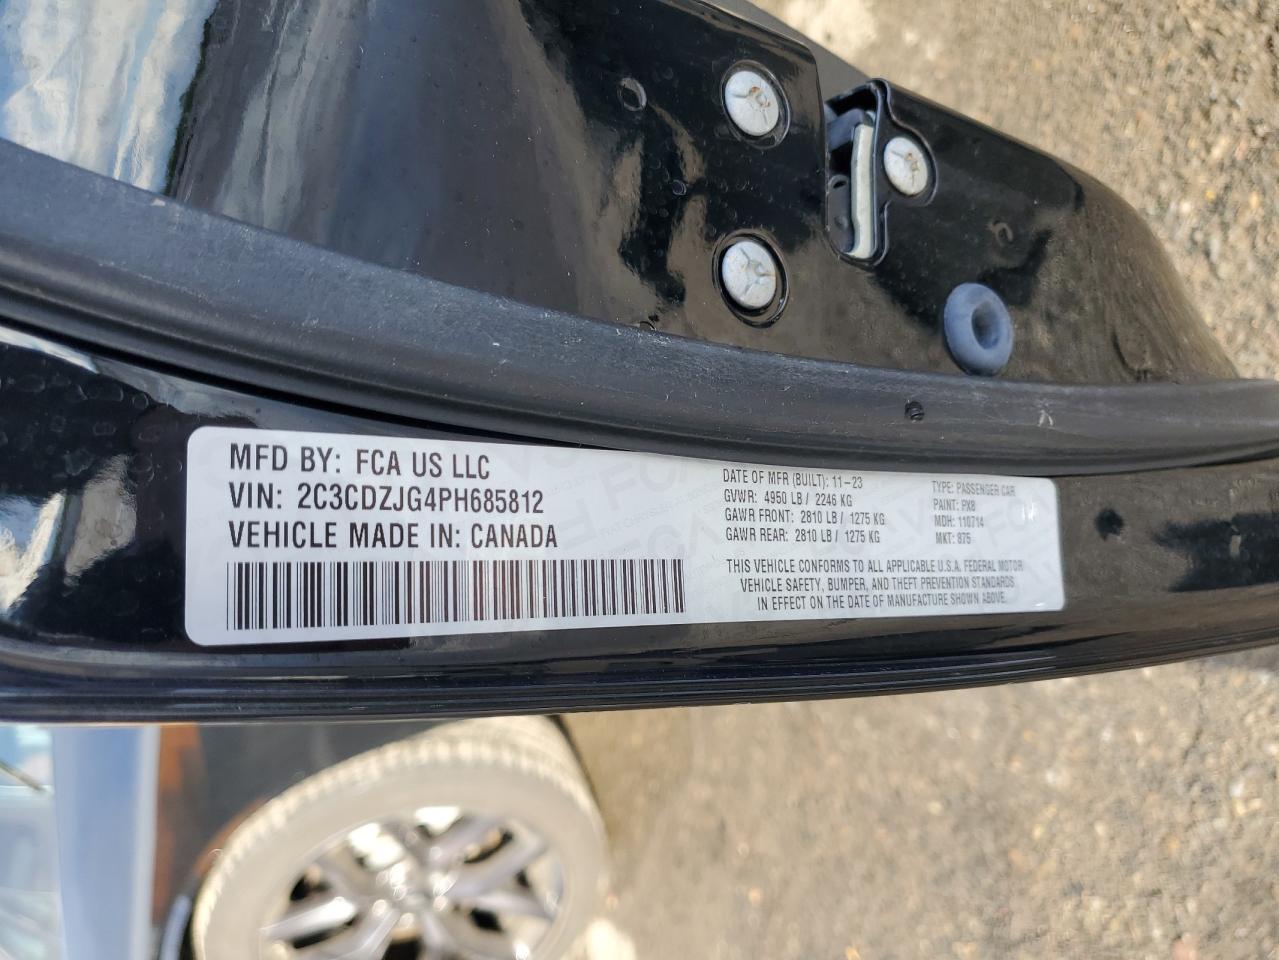 MFD BY: FCA US LLC
VIN: 2C3CDZJG4PH685812
VEHICLE MADE IN: CANADA
DATE OF MFR (BUILT): 11-23
GVWR: 4950 LB / 2246 KG
GAWR FRONT: 2810 LB / 1275 KG
GAWR REAR: 2810 LB / 1275 KG
TYPE: PASSENGER CAR
PAINT: PX8
MDH: 110714
MKT: 875
THIS VEHICLE CONFORMS TO ALL APPLICABLE U.S.A. FEDERAL MOTOR
VEHICLE SAFETY, BUMPER, AND THEFT PREVENTION STANDARDS
IN EFFECT ON THE DATE OF MANUFACTURE SHOWN ABOVE.